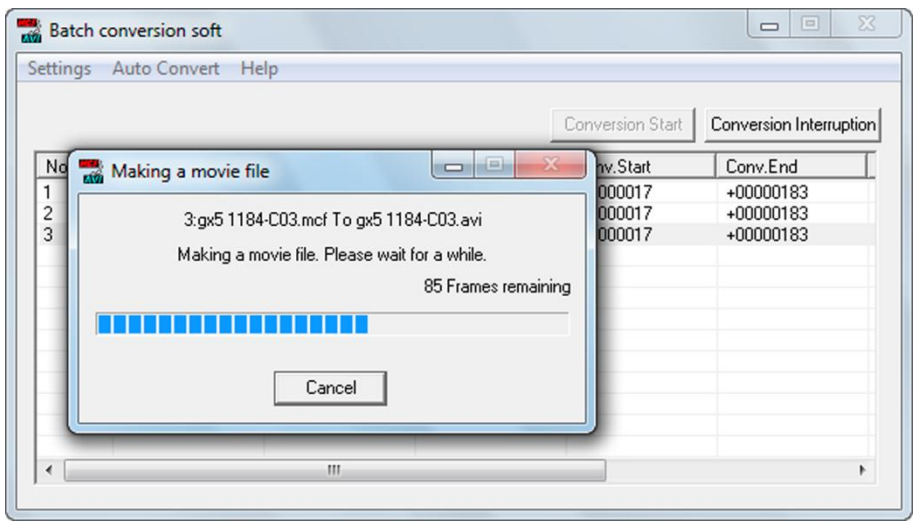 Batch conversion soft
Settings Auto Convert Help
Conversion Start Conversion Interruption
No Conv.End
1 +00000183
2 +00000183
3 +00000183
Making a movie file
3:gx5 1184-C03.mcf To gx5 1184-C03.avi
Making a movie file. Please wait for a while.
85 Frames remaining
Cancel